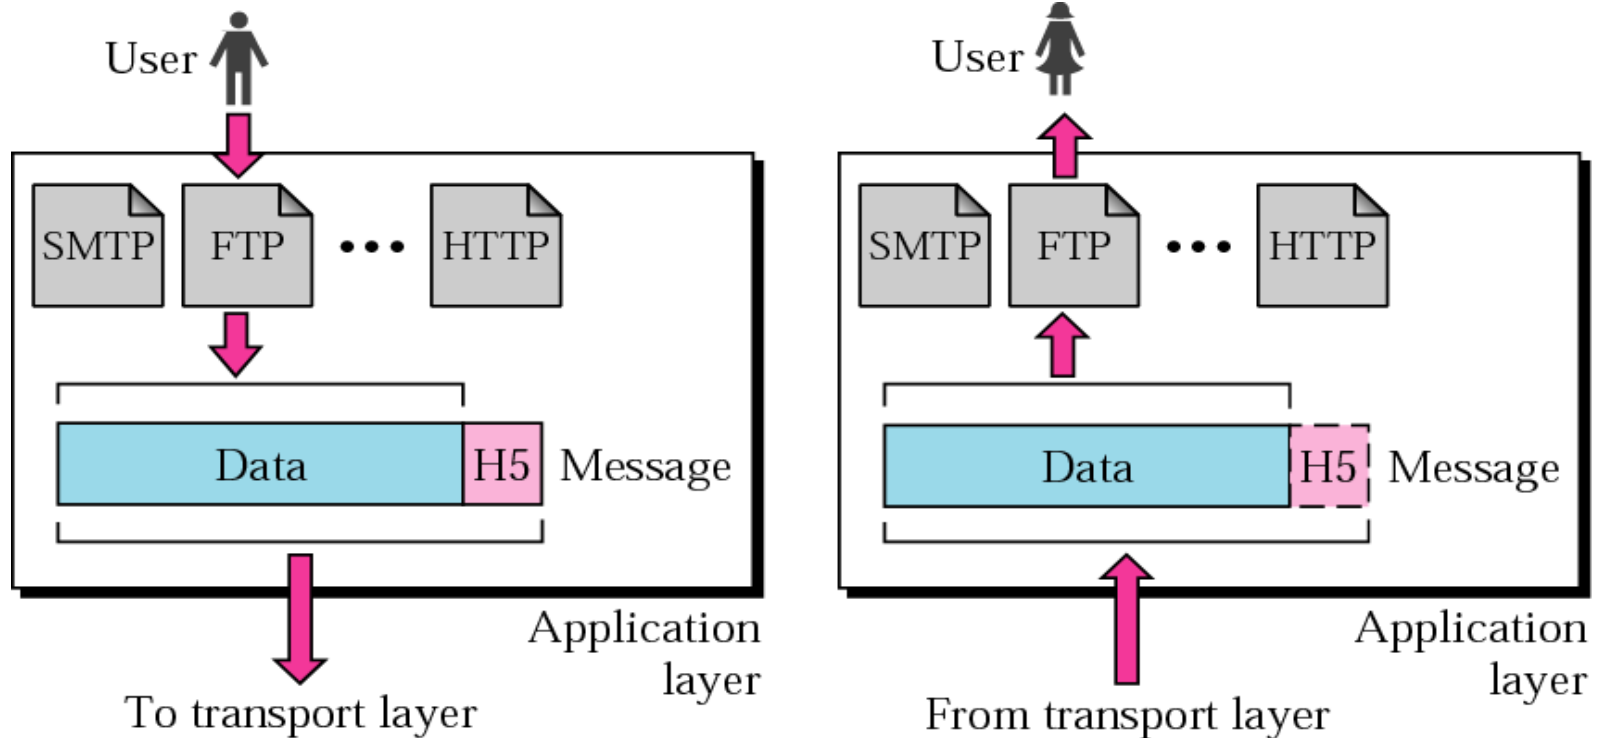 User
SMTP FTP ••• HTTP
Data H5 Message
Application
layer
To transport layer
User
SMTP FTP ••• HTTP
Data H5 Message
Application
layer
From transport layer